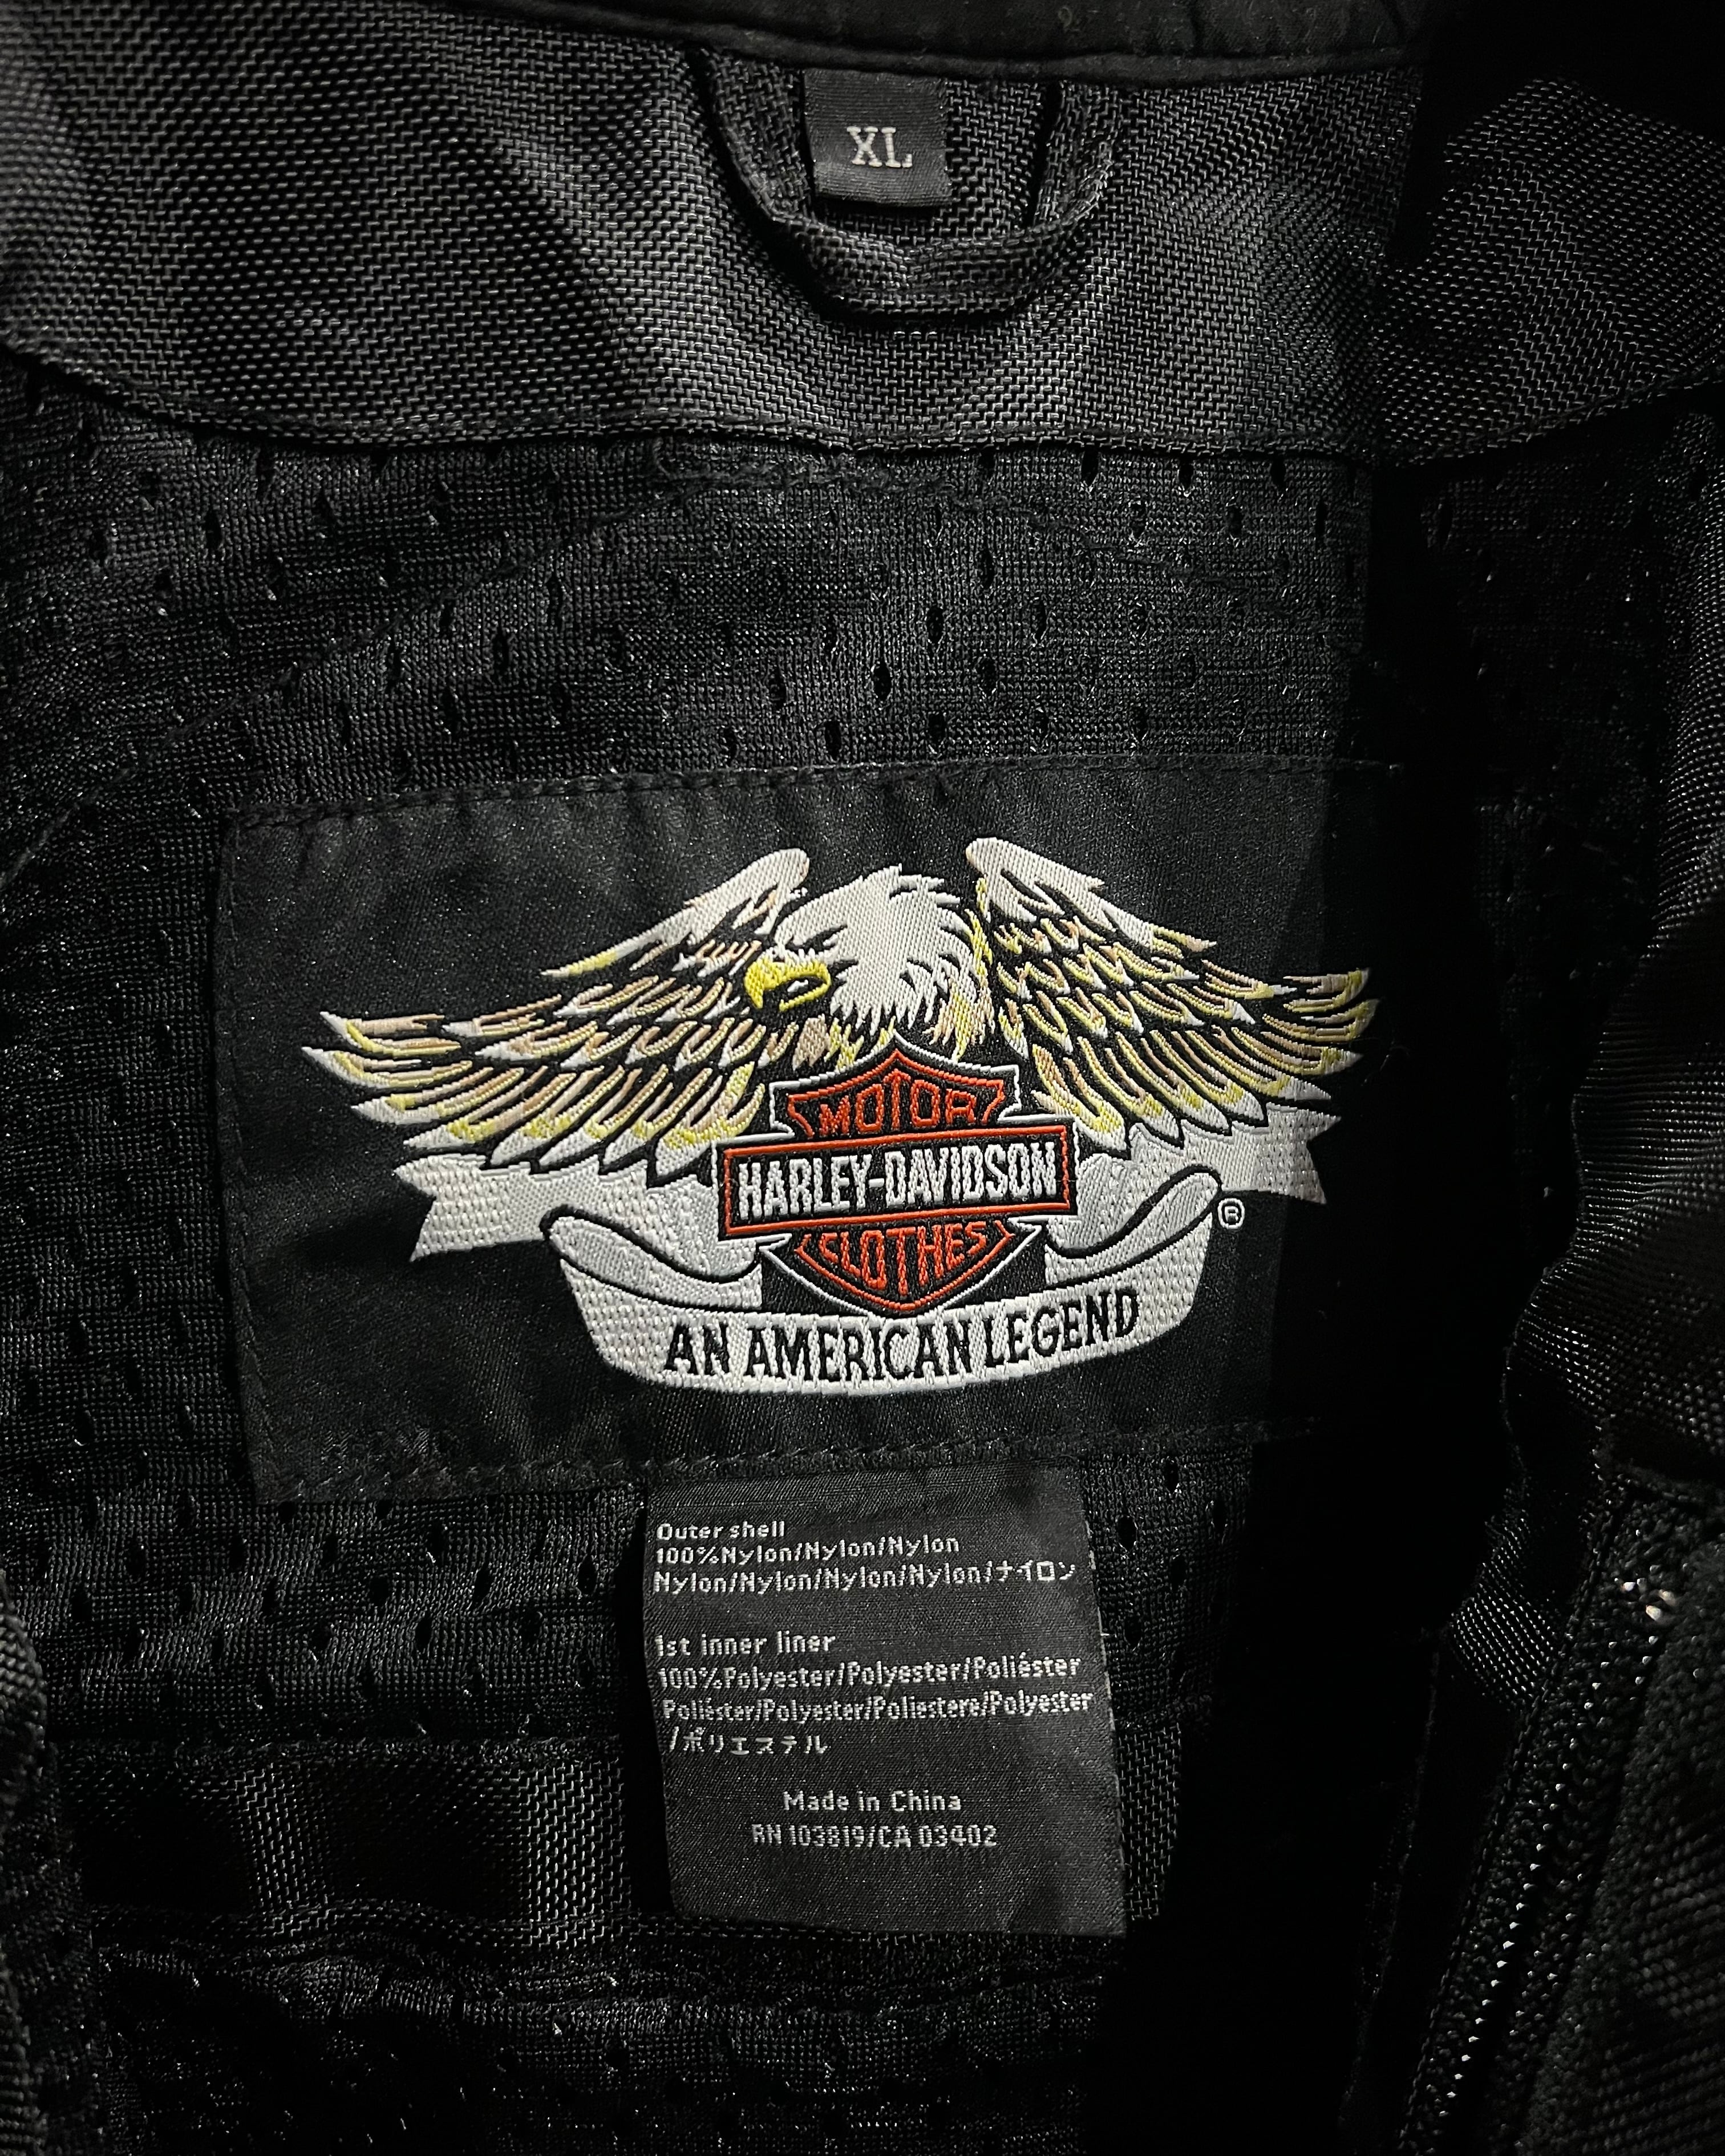 XL
MOTOR
HARLEY-DAVIDSON
CLOTHES
®
AN AMERICAN LEGEND
Outer shell
100%Nylon/Nylon/Nylon
Nylon/Nylon/Nylon/Nylon/ナイロン
1st inner liner
100%Polyester/Polyester/Poliéster
Poliéster/Polyester/Poliestere/Polyester
/ポリエステル
Made in China
RN 103819/CA 03402